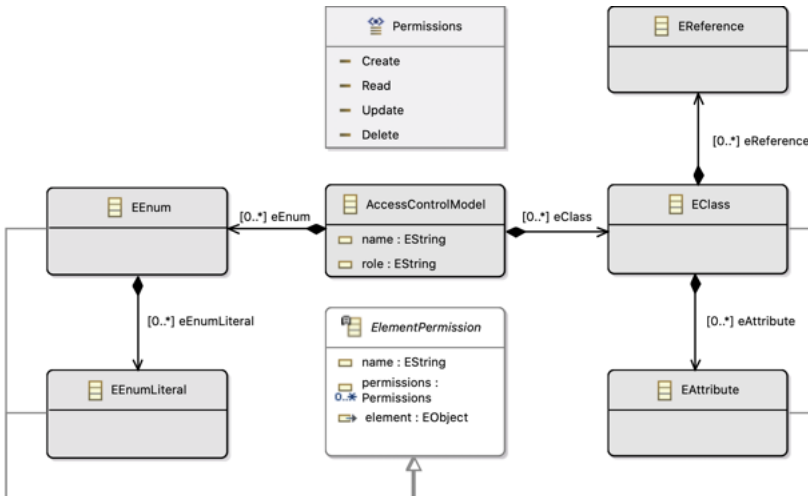 Permissions
Create
Read
Update
Delete
EReference
[0..*] eReference
EEnum
[0..*] eEnum
AccessControlModel
name : EString
role : EString
[0..*] eClass
EClass
[0..*] eEnumLiteral
[0..*] eAttribute
EEnumLiteral
ElementPermission
name : EString
permissions :
0..* Permissions
element : EObject
EAttribute